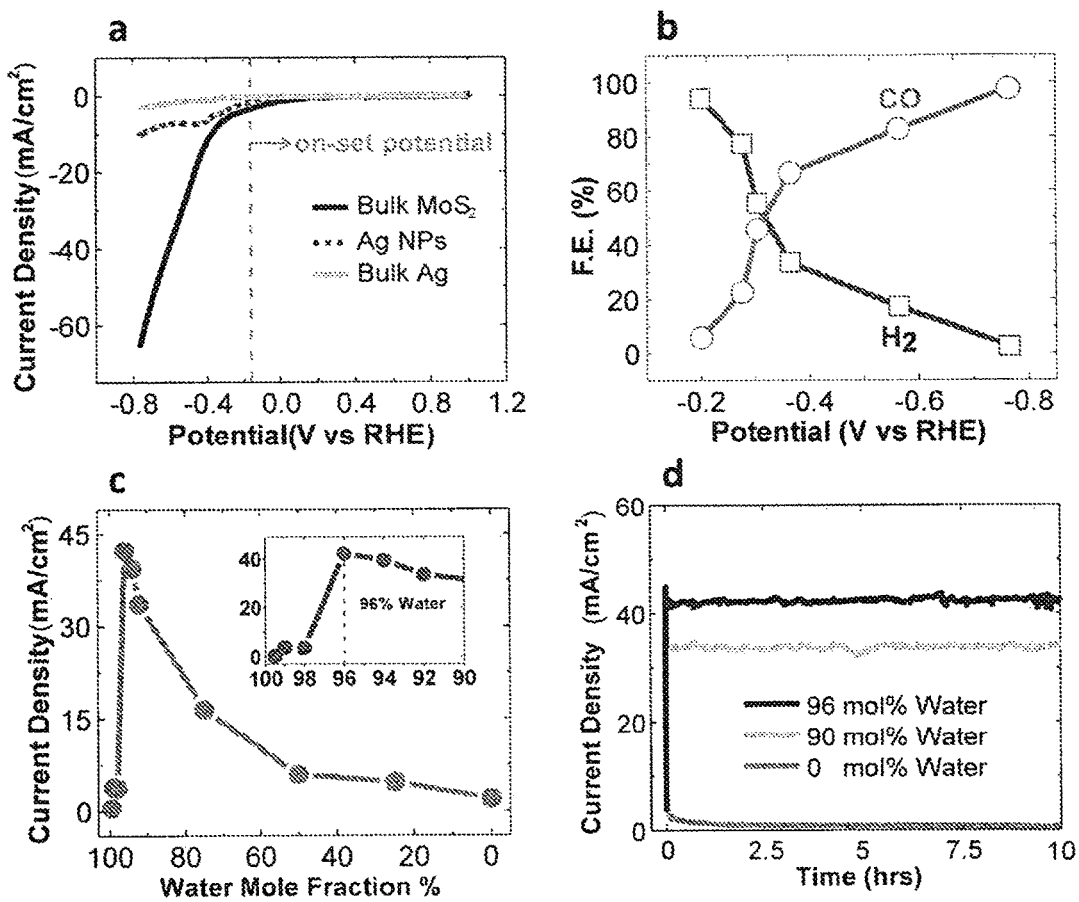 a
Current Density (mA/cm²)
0
-20
-40
-60
on-set potential
Bulk MoS₂
Ag NPs
Bulk Ag
-0.8 -0.4 0.0 0.4 0.8 1.2
Potential(V vs RHE)
b
F.E. (%)
100
80
60
40
20
0
CO
H2
-0.2 -0.4 -0.6 -0.8
Potential (V vs RHE)
c
Current Density(mA/cm²)
45
30
15
0
40
20
0
96% Water
100 98 96 94 92 90
100 80 60 40 20 0
Water Mole Fraction %
d
Current Density (mA/cm²)
60
40
20
0
96 mol% Water
90 mol% Water
0 mol% Water
0 2.5 5 7.5 10
Time (hrs)